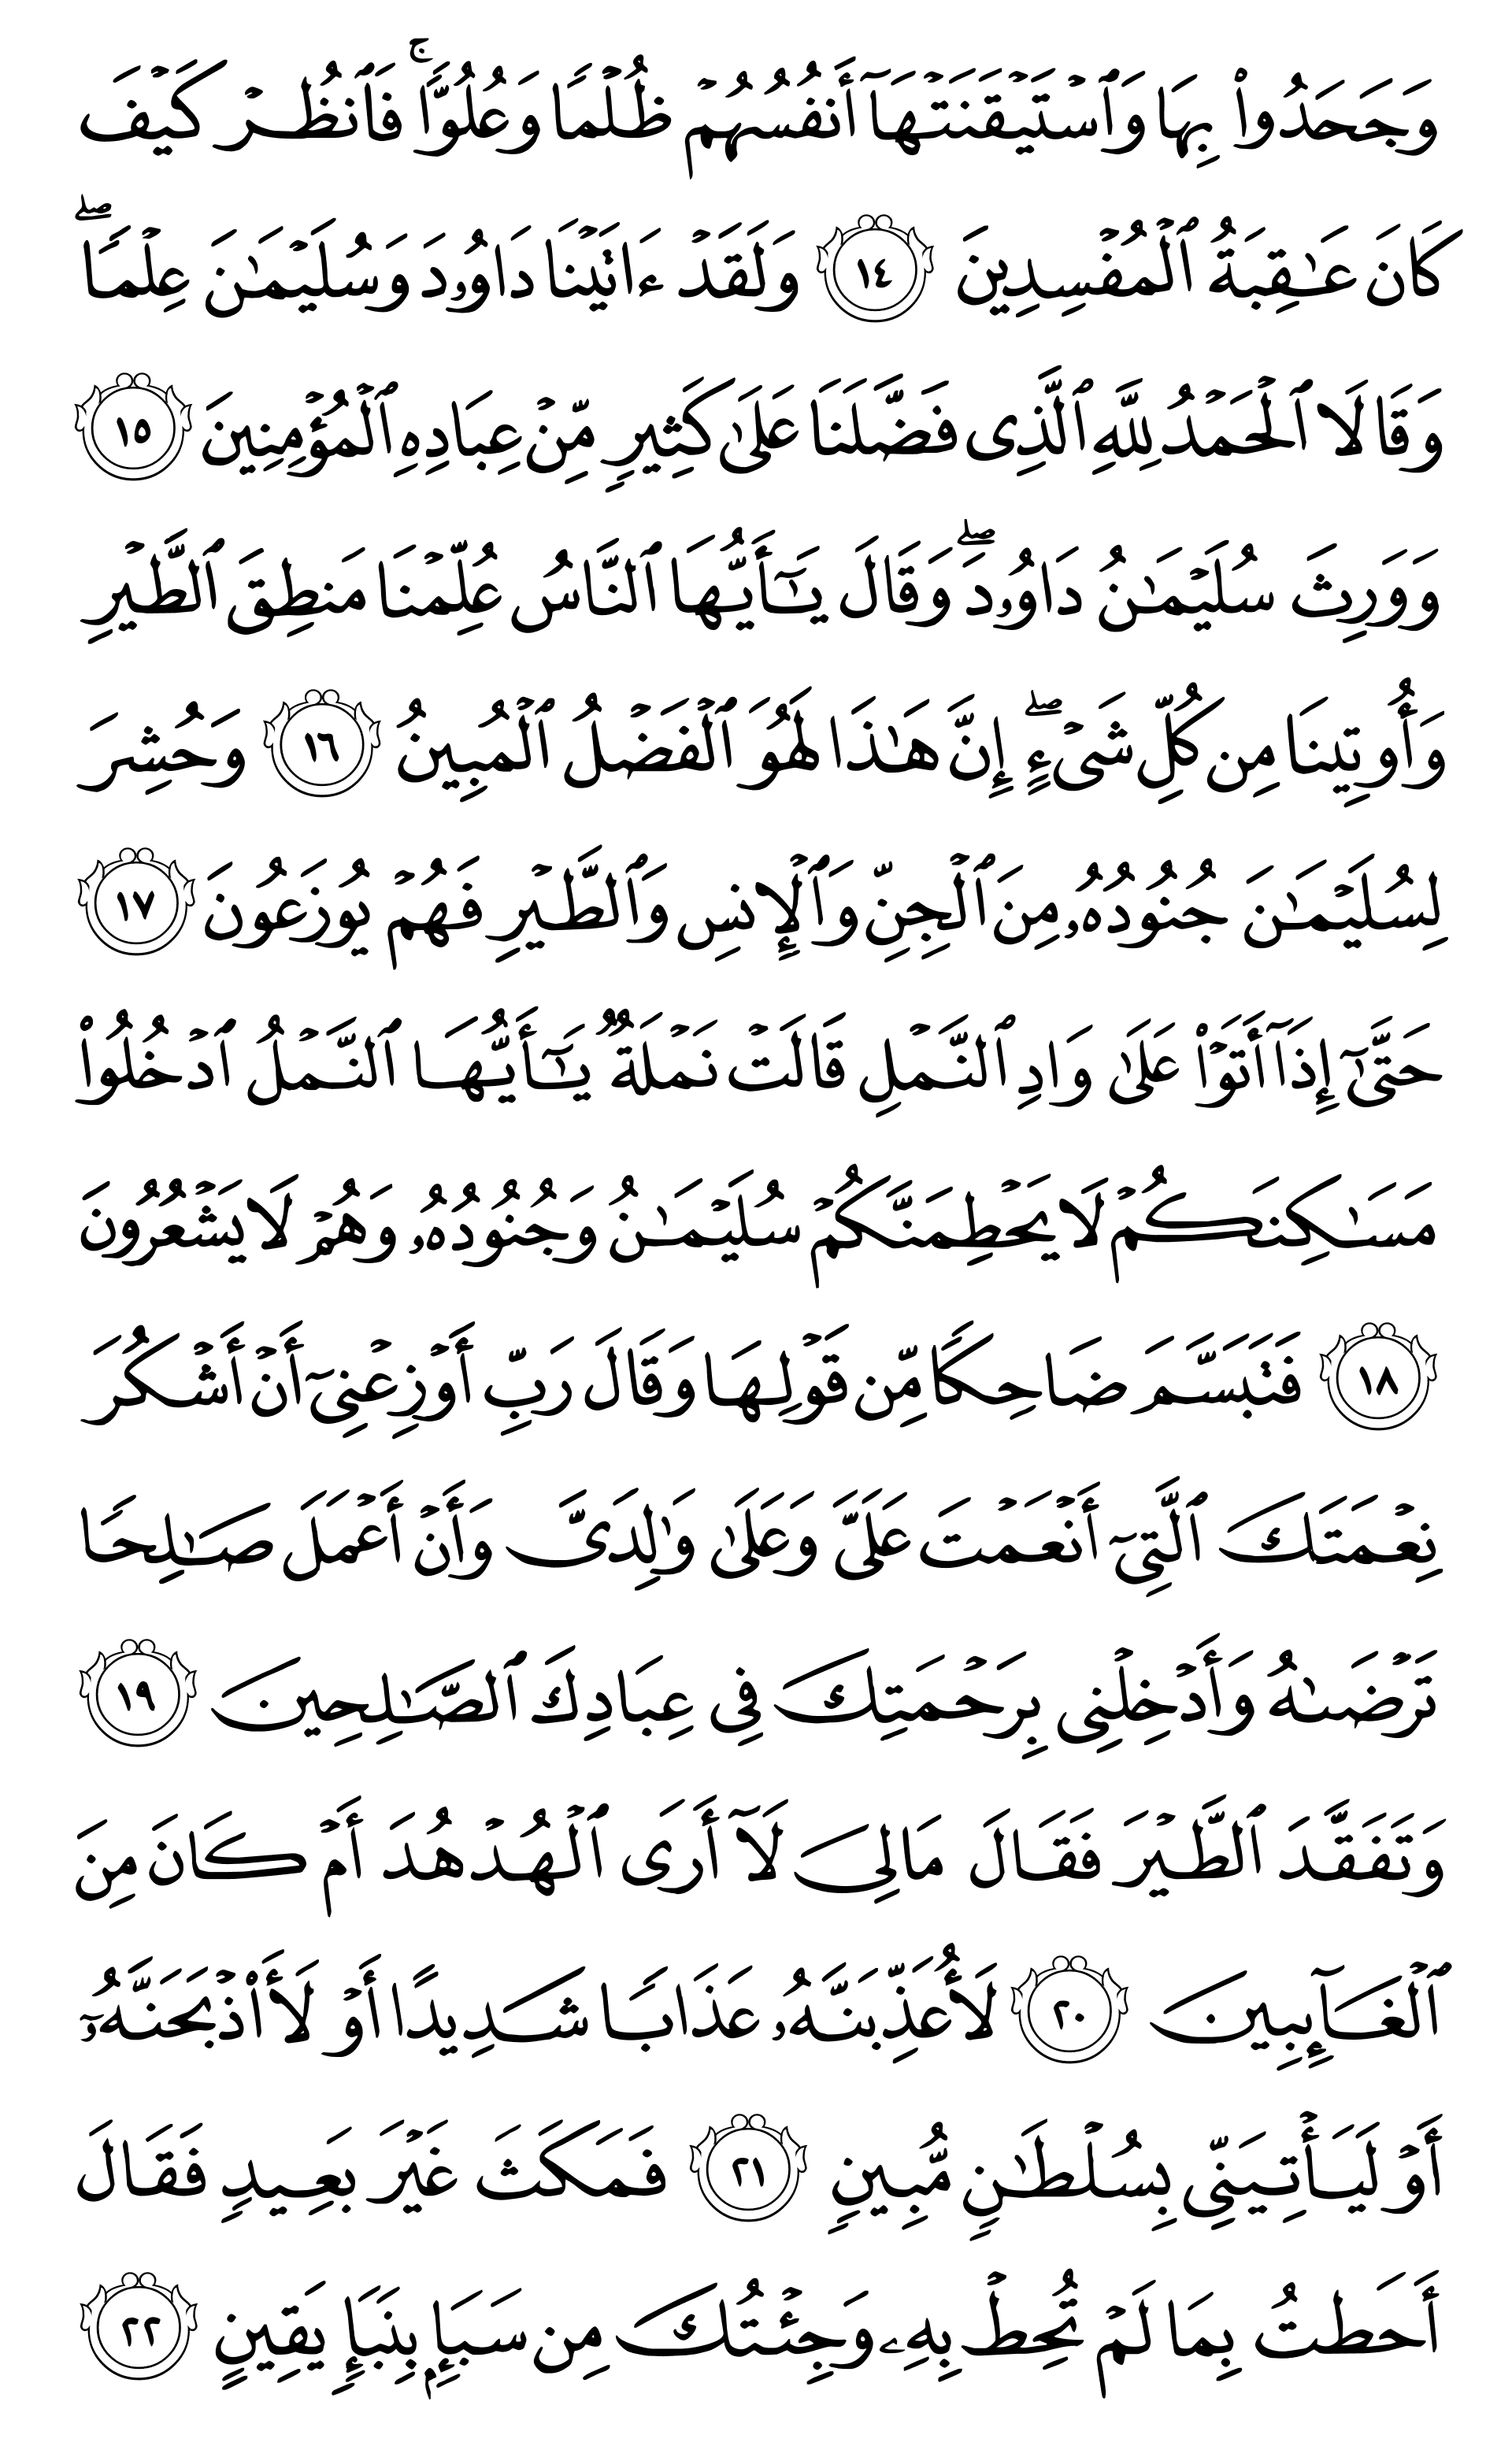 وَجَحَدُواْ بِهَا وَٱسۡتَيۡقَنَتۡهَآ أَنفُسُهُمۡ ظُلۡمٗا وَعُلُوّٗاۚ فَٱنظُرۡ كَيۡفَ
كَانَ عَٰقِبَةُ ٱلۡمُفۡسِدِينَ ١٤ وَلَقَدۡ ءَاتَيۡنَا دَاوُۥدَ وَسُلَيۡمَٰنَ عِلۡمٗاۖ
وَقَالَا ٱلۡحَمۡدُ لِلَّهِ ٱلَّذِي فَضَّلَنَا عَلَىٰ كَثِيرٖ مِّنۡ عِبَادِهِ ٱلۡمُؤۡمِنِينَ ١٥
وَوَرِثَ سُلَيۡمَٰنُ دَاوُۥدَۖ وَقَالَ يَٰٓأَيُّهَا ٱلنَّاسُ عُلِّمۡنَا مَنطِقَ ٱلطَّيۡرِ
وَأُوتِينَا مِن كُلِّ شَيۡءٍۖ إِنَّ هَٰذَا لَهُوَ ٱلۡفَضۡلُ ٱلۡمُبِينُ ١٦ وَحُشِرَ
لِسُلَيۡمَٰنَ جُنُودُهُۥ مِنَ ٱلۡجِنِّ وَٱلۡإِنسِ وَٱلطَّيۡرِ فَهُمۡ يُوزَعُونَ ١٧
حَتَّىٰٓ إِذَآ أَتَوۡاْ عَلَىٰ وَادِ ٱلنَّمۡلِ قَالَتۡ نَمۡلَةٞ يَٰٓأَيُّهَا ٱلنَّمۡلُ ٱدۡخُلُواْ
مَسَٰكِنَكُمۡ لَا يَحۡطِمَنَّكُمۡ سُلَيۡمَٰنُ وَجُنُودُهُۥ وَهُمۡ لَا يَشۡعُرُونَ
١٨ فَتَبَسَّمَ ضَاحِكٗا مِّن قَوۡلِهَا وَقَالَ رَبِّ أَوۡزِعۡنِيٓ أَنۡ أَشۡكُرَ
نِعۡمَتَكَ ٱلَّتِيٓ أَنۡعَمۡتَ عَلَيَّ وَعَلَىٰ وَٰلِدَيَّ وَأَنۡ أَعۡمَلَ صَٰلِحٗا
تَرۡضَىٰهُ وَأَدۡخِلۡنِي بِرَحۡمَتِكَ فِي عِبَادِكَ ٱلصَّٰلِحِينَ ١٩
وَتَفَقَّدَ ٱلطَّيۡرَ فَقَالَ مَالِيَ لَآ أَرَى ٱلۡهُدۡهُدَ أَمۡ كَانَ مِنَ
ٱلۡغَآئِبِينَ ٢٠ لَأُعَذِّبَنَّهُۥ عَذَابٗا شَدِيدًا أَوۡ لَأَاْذۡبَحَنَّهُۥٓ
أَوۡ لَيَأۡتِيَنِّي بِسُلۡطَٰنٖ مُّبِينٖ ٢١ فَمَكَثَ غَيۡرَ بَعِيدٖ فَقَالَ
أَحَطتُ بِمَا لَمۡ تُحِطۡ بِهِۦ وَجِئۡتُكَ مِن سَبَإِۭ بِنَبَإٖ يَقِينٍ ٢٢